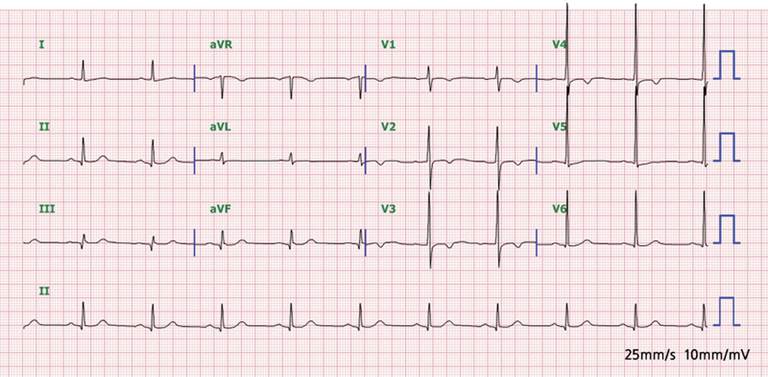 I aVR V1 V4
II aVL V2 V5
III aVF V3 V6
II
25mm/s 10mm/mV